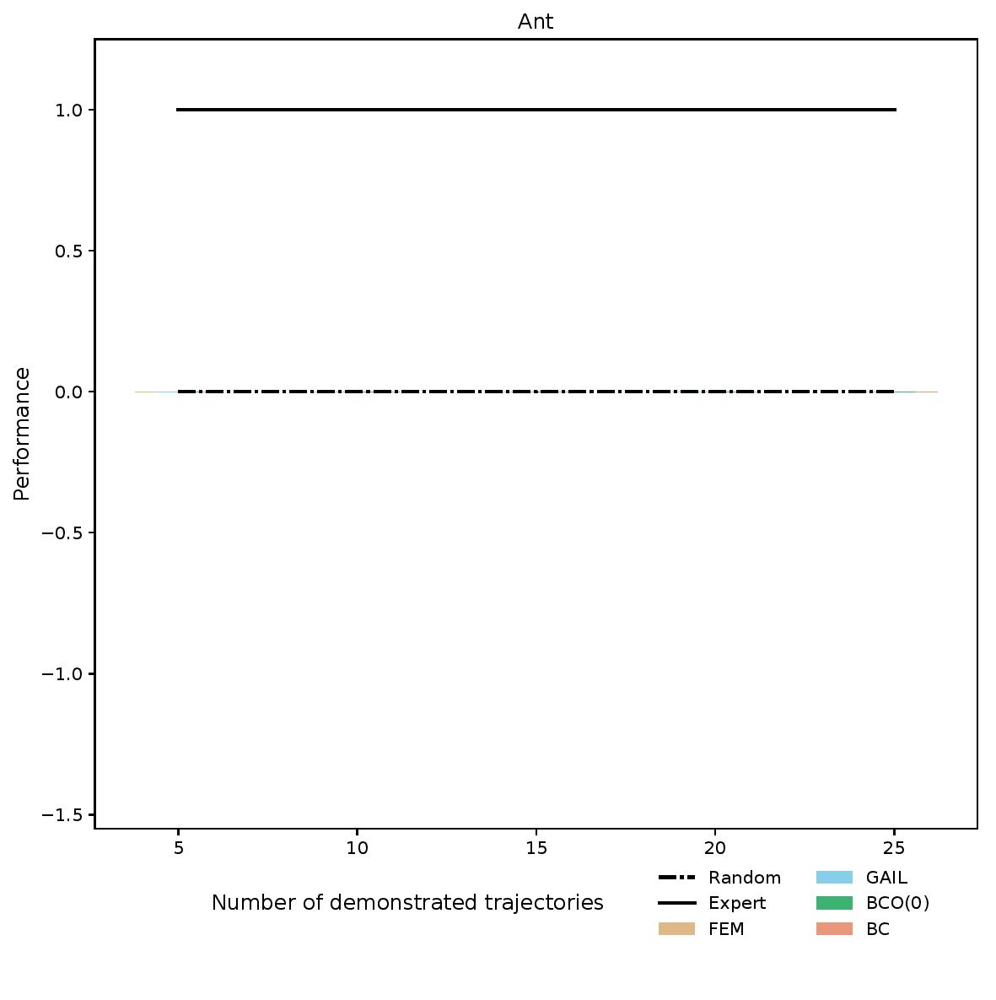 Ant
1.0
0.5
0.0
−0.5
−1.0
−1.5
Performance
5 10 15 20 25
Number of demonstrated trajectories
Random GAIL
Expert BCO(0)
FEM BC